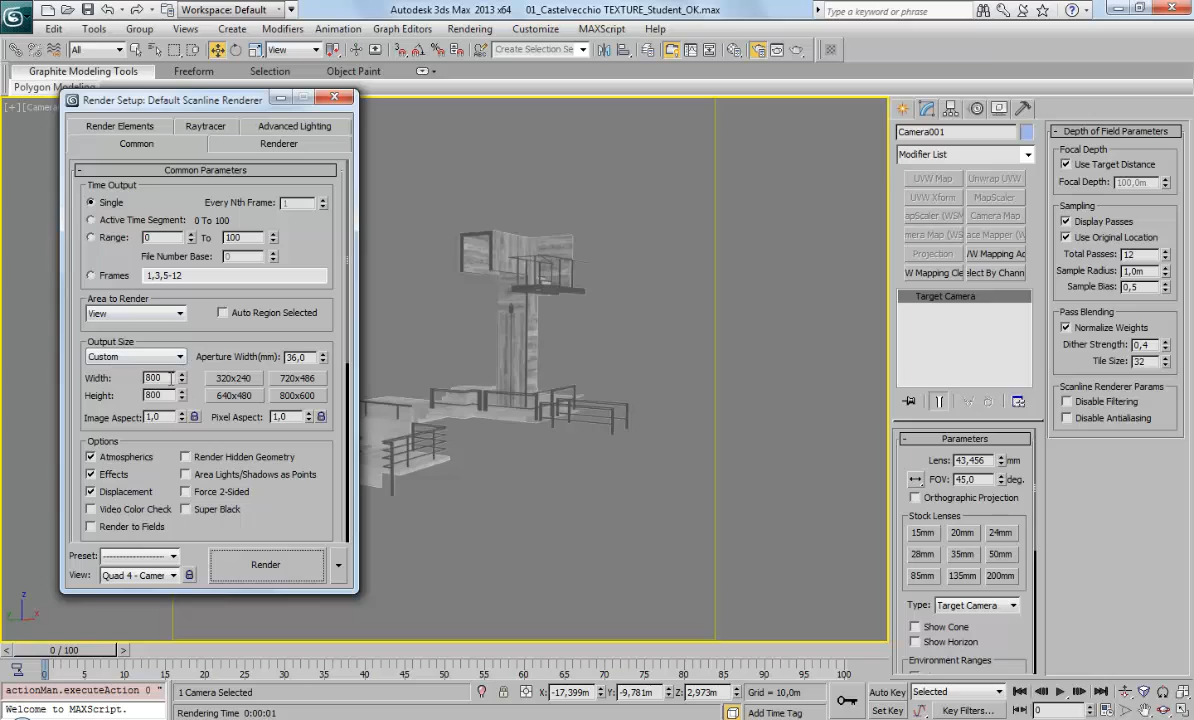 Workspace: Default
Autodesk 3ds Max 2013 x64
01_Castelvecchio TEXTURE_Student_OK.max
Type a keyword or phrase
Edit Tools Group Views Create Modifiers Animation Graph Editors Rendering Customize MAXScript Help
All
View
Create Selection Se
Graphite Modeling Tools Freeform Selection Object Paint
Polygon Modeling
Render Setup: Default Scanline Renderer
Render Elements Raytracer Advanced Lighting
Common Renderer
Common Parameters
Time Output
Single Every Nth Frame: 1
Active Time Segment: 0 To 100
Range: 0 To 100
File Number Base: 0
Frames 1,3,5-12
Area to Render
View Auto Region Selected
Output Size
Custom Aperture Width(mm): 36,0
Width: 800 320x240 720x486
Height: 800 640x480 800x600
Image Aspect: 1,0 Pixel Aspect: 1,0
Options
Atmospherics Render Hidden Geometry
Effects Area Lights/Shadows as Points
Displacement Force 2-Sided
Video Color Check Super Black
Render to Fields
Preset: --------------------
View: Quad 4 - Camer
Render
[+][Camera
z
x
Camera001
Modifier List
UVW Map Unwrap UVW
UVW Xform MapScaler
apScaler (WSM Camera Map
mera Map (W ace Mapper (W
Projection VW Mapping Ac
W Mapping Cle elect By Chann
Target Camera
Parameters
Lens: 43,456 mm
FOV: 45,0 deg.
Orthographic Projection
Stock Lenses
15mm 20mm 24mm
28mm 35mm 50mm
85mm 135mm 200mm
Type: Target Camera
Show Cone
Show Horizon
Environment Ranges
Depth of Field Parameters
Focal Depth
Use Target Distance
Focal Depth: 100,0m
Sampling
Display Passes
Use Original Location
Total Passes: 12
Sample Radius: 1,0m
Sample Bias: 0,5
Pass Blending
Normalize Weights
Dither Strength: 0,4
Tile Size: 32
Scanline Renderer Params
Disable Filtering
Disable Antialiasing
0 / 100
0 5 10 15 20 25 30 35 40 45 50 55 60 65 70 75 80 85 90 95 100
actionMan.executeAction 0 "
Welcome to MAXScript.
1 Camera Selected
Rendering Time: 0:00:01
X: -17,399m Y: -9,781m Z: 2,973m
Grid = 10,0m
Add Time Tag
Auto Key Selected
Set Key Key Filters...
0